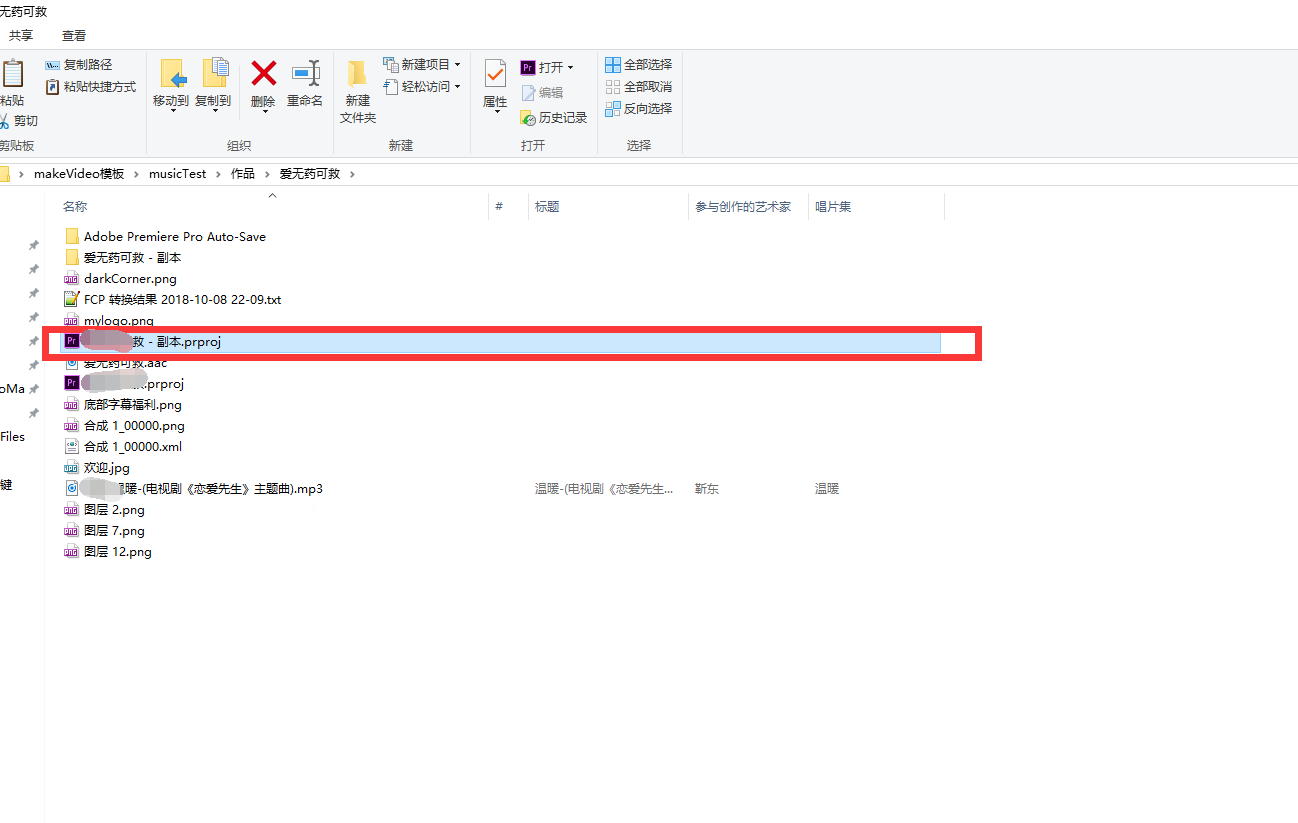 无药可救
共享 查看
复制路径
粘贴快捷方式
粘贴
剪切
剪贴板
移动到 复制到 删除 重命名
组织
新建项目
轻松访问
新建
文件夹
新建
属性
Pr 打开
编辑
历史记录
打开
全部选择
全部取消
反向选择
选择
makeVideo模板 › musicTest › 作品 › 爱无药可救 ›
名称 # 标题 参与创作的艺术家 唱片集
Adobe Premiere Pro Auto-Save
爱无药可救 - 副本
darkCorner.png
FCP 转换结果 2018-10-08 22-09.txt
mylogo.png
Pr 救 - 副本.prproj
爱无药可救.aac
Pr .prproj
底部字幕福利.png
合成 1_00000.png
合成 1_00000.xml
欢迎.jpg
温暖-(电视剧《恋爱先生》主题曲).mp3 温暖-(电视剧《恋爱先生... 靳东 温暖
图层 2.png
图层 7.png
图层 12.png
oMa
Files
键